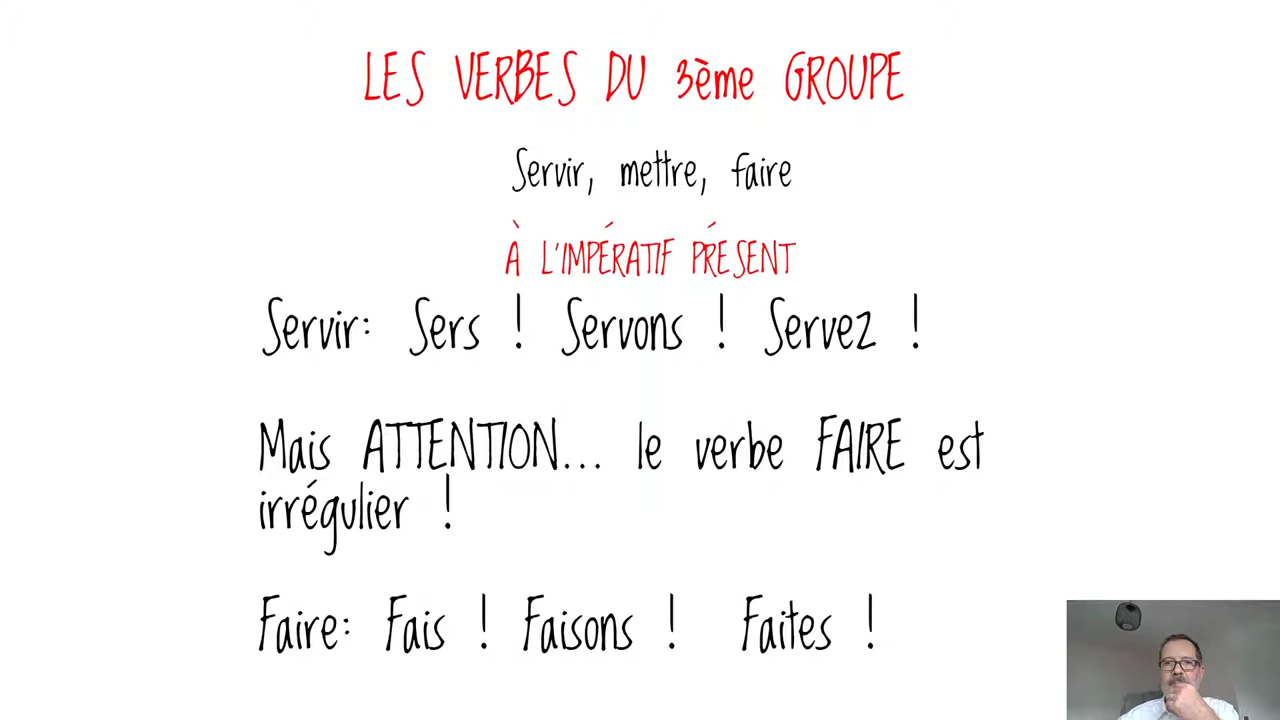 LES VERBES DU 3ème GROUPE
Servir, mettre, faire
À L'IMPÉRATIF PRÉSENT
Servir: Sers ! Servons ! Servez !
Mais ATTENTION... le verbe FAIRE est
irrégulier !
Faire: Fais ! Faisons ! Faites !